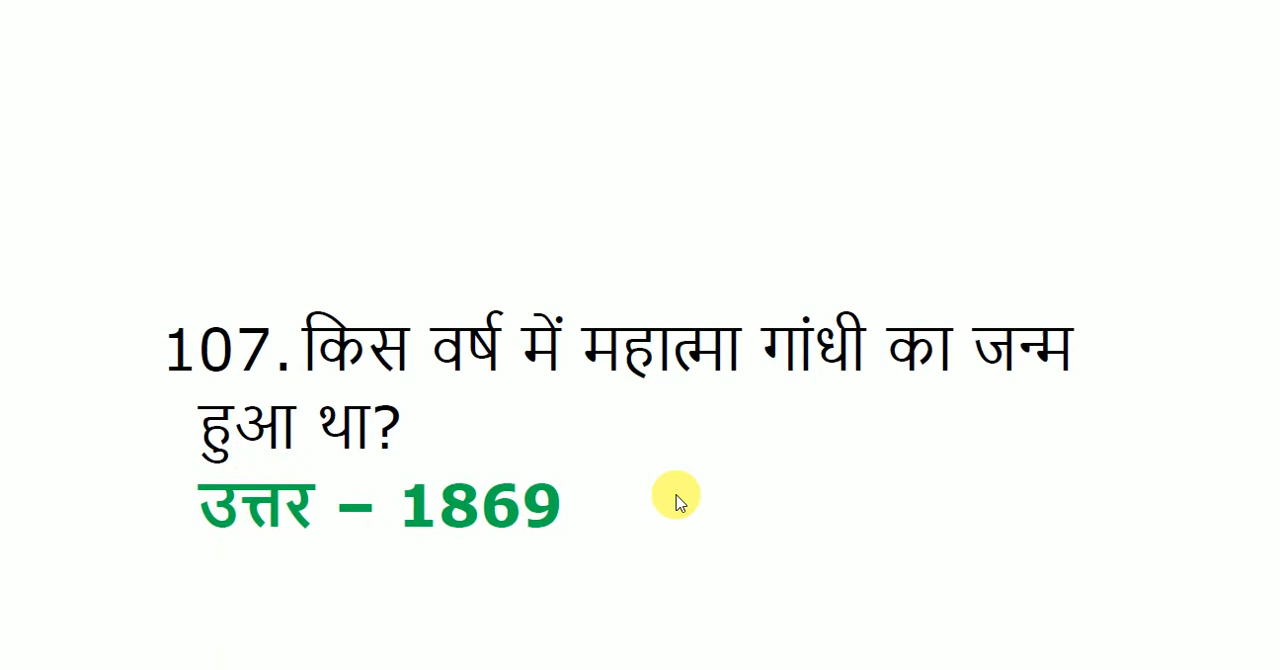 107. किस वर्ष में महात्मा गांधी का जन्म
हुआ था?
उत्तर – 1869